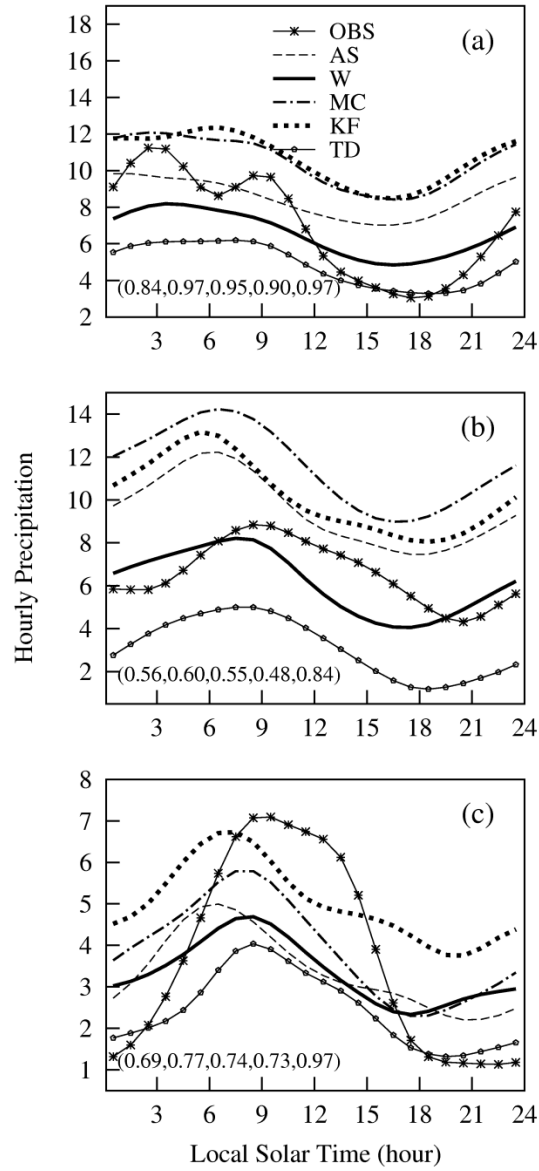 18
16
14
12
10
8
6
4
2
OBS
AS
W
MC
KF
TD
(a)
(0.84,0.97,0.95,0.90,0.97)
3 6 9 12 15 18 21 24
Hourly Precipitation
14
12
10
8
6
4
2
(b)
(0.56,0.60,0.55,0.48,0.84)
3 6 9 12 15 18 21 24
8
7
6
5
4
3
2
1
(c)
(0.69,0.77,0.74,0.73,0.97)
3 6 9 12 15 18 21 24
Local Solar Time (hour)